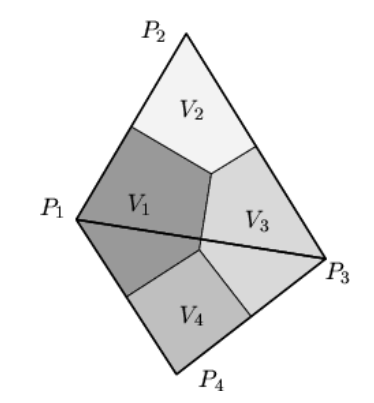 P₂
V₂
P₁
V₁
V₃
P₃
V₄
P₄